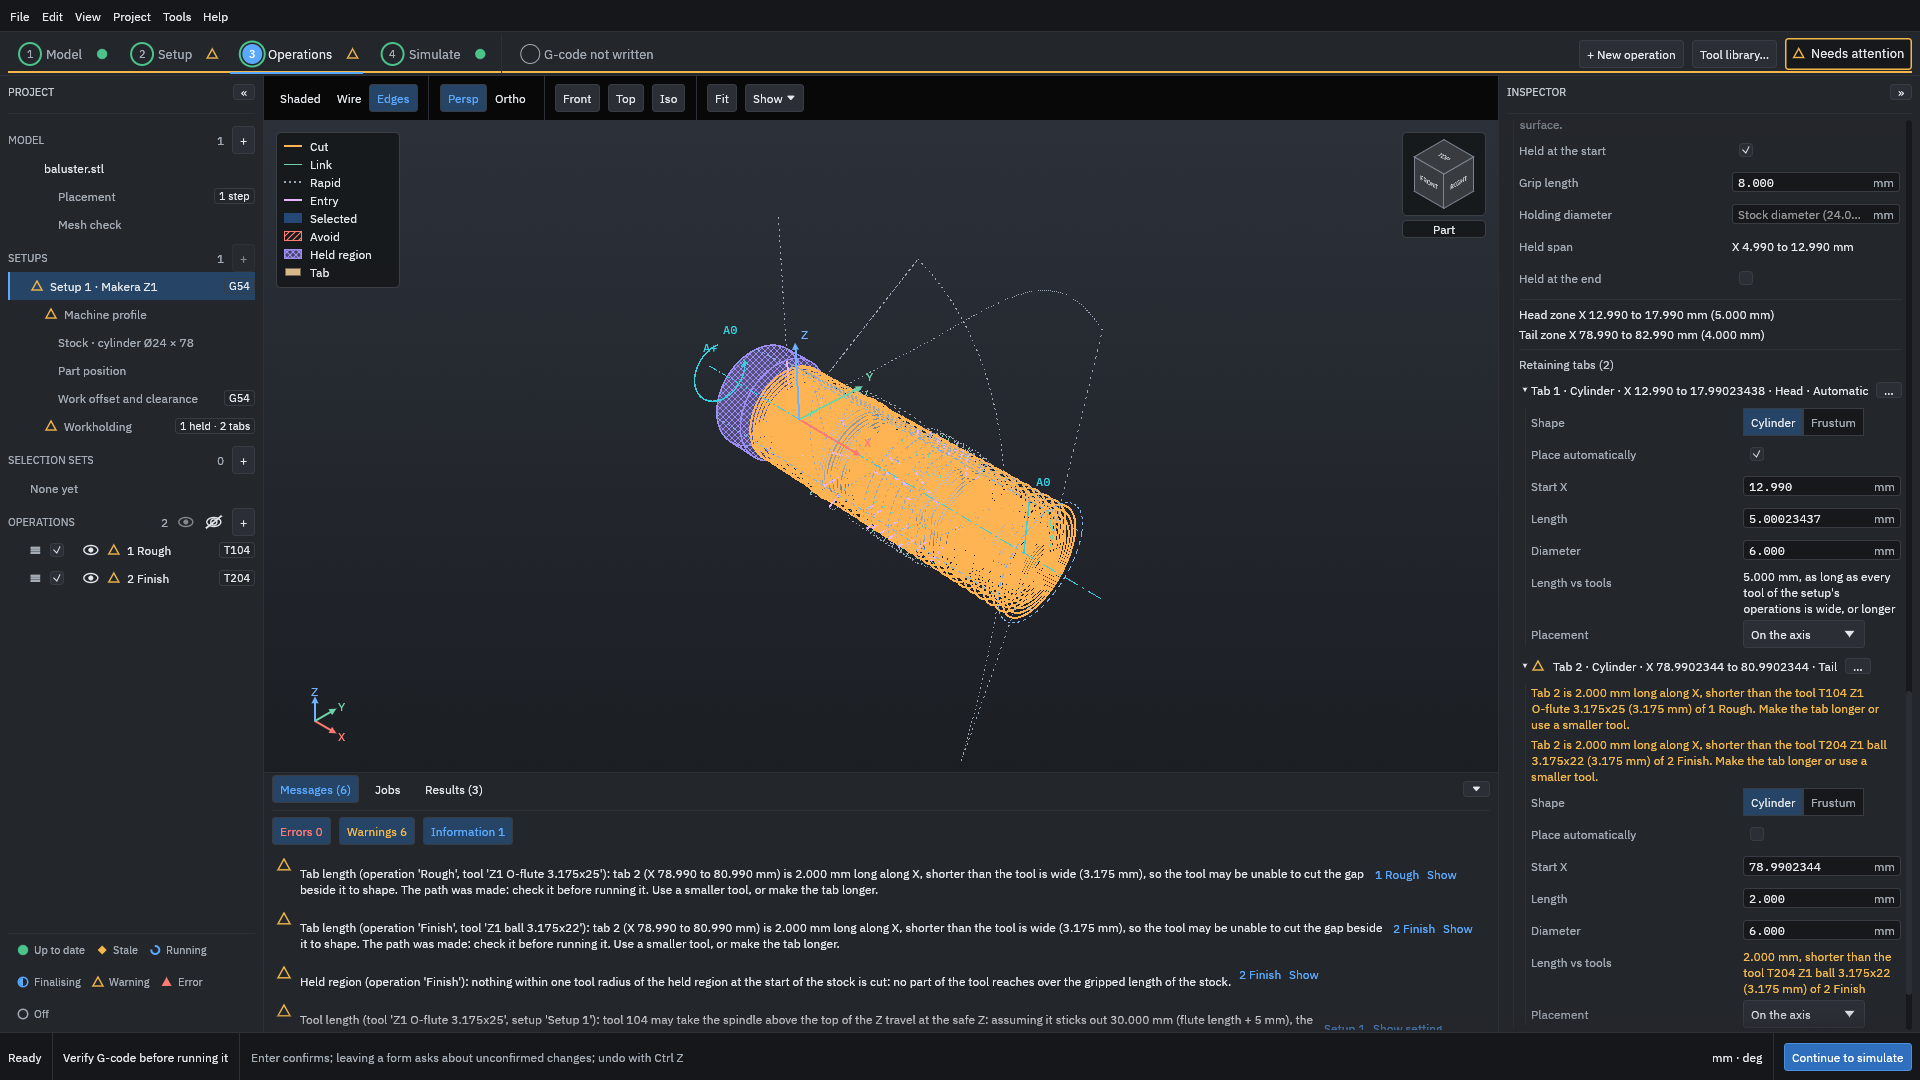 File Edit View Project Tools Help
1 Model 2 Setup 3 Operations 4 Simulate G-code not written + New operation Tool library... Needs attention
PROJECT «
MODEL 1 +
baluster.stl
Placement 1 step
Mesh check
SETUPS 1 +
Setup 1 · Makera Z1 G54
Machine profile
Stock · cylinder Ø24 × 78
Part position
Work offset and clearance G54
Workholding 1 held · 2 tabs
SELECTION SETS 0 +
None yet
OPERATIONS 2 +
1 Rough T104
2 Finish T204
Up to date Stale Running
Finalising Warning Error
Off
Shaded Wire Edges Persp Ortho Front Top Iso Fit Show
Cut
Link
Rapid
Entry
Selected
Avoid
Held region
Tab
A0
A+
Z
Y
X
A0
Z
Y
X
TOP
FRONT RIGHT
Part
Messages (6) Jobs Results (3)
Errors 0 Warnings 6 Information 1
Tab length (operation 'Rough', tool 'Z1 O-flute 3.175x25'): tab 2 (X 78.990 to 80.990 mm) is 2.000 mm long along X, shorter than the tool is wide (3.175 mm), so the tool may be unable to cut the gap 1 Rough Show
beside it to shape. The path was made: check it before running it. Use a smaller tool, or make the tab longer.
Tab length (operation 'Finish', tool 'Z1 ball 3.175x22'): tab 2 (X 78.990 to 80.990 mm) is 2.000 mm long along X, shorter than the tool is wide (3.175 mm), so the tool may be unable to cut the gap beside 2 Finish Show
it to shape. The path was made: check it before running it. Use a smaller tool, or make the tab longer.
Held region (operation 'Finish'): nothing within one tool radius of the held region at the start of the stock is cut: no part of the tool reaches over the gripped length of the stock. 2 Finish Show
Tool length (tool 'Z1 O-flute 3.175x25', setup 'Setup 1'): tool 104 may take the spindle above the top of the Z travel at the safe Z: assuming it sticks out 30.000 mm (flute length + 5 mm), the Setup 1 Show setting
INSPECTOR »
surface.
Held at the start
Grip length 8.000 mm
Holding diameter Stock diameter (24.0... mm
Held span X 4.990 to 12.990 mm
Held at the end
Head zone X 12.990 to 17.990 mm (5.000 mm)
Tail zone X 78.990 to 82.990 mm (4.000 mm)
Retaining tabs (2)
Tab 1 · Cylinder · X 12.990 to 17.99023438 · Head · Automatic ...
Shape Cylinder Frustum
Place automatically
Start X 12.990 mm
Length 5.00023437 mm
Diameter 6.000 mm
Length vs tools 5.000 mm, as long as every
tool of the setup's
operations is wide, or longer
Placement On the axis
Tab 2 · Cylinder · X 78.9902344 to 80.9902344 · Tail ...
Tab 2 is 2.000 mm long along X, shorter than the tool T104 Z1
O-flute 3.175x25 (3.175 mm) of 1 Rough. Make the tab longer or
use a smaller tool.
Tab 2 is 2.000 mm long along X, shorter than the tool T204 Z1 ball
3.175x22 (3.175 mm) of 2 Finish. Make the tab longer or use a
smaller tool.
Shape Cylinder Frustum
Place automatically
Start X 78.9902344 mm
Length 2.000 mm
Diameter 6.000 mm
Length vs tools 2.000 mm, shorter than the
tool T204 Z1 ball 3.175x22
(3.175 mm) of 2 Finish
Placement On the axis
Ready Verify G-code before running it Enter confirms; leaving a form asks about unconfirmed changes; undo with Ctrl Z mm · deg Continue to simulate